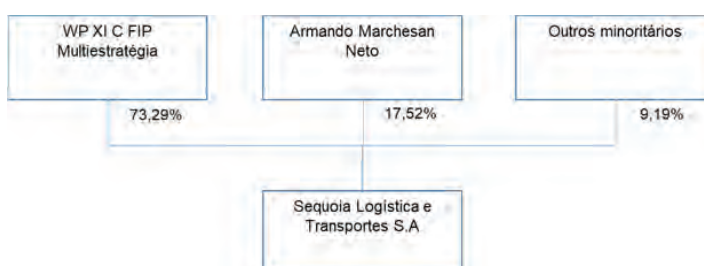 WP XI C FIP
Multiestratégia
Armando Marchesan
Neto
Outros minoritários
73,29%
17,52%
9,19%
Sequoia Logística e
Transportes S.A